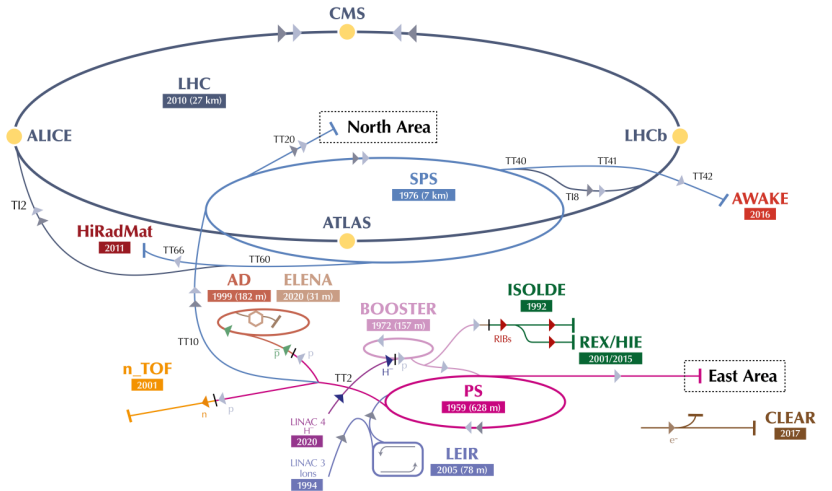 CMS
LHC
2010 (27 km)
ALICE
LHCb
TT20
North Area
TT40
TT41
TT42
SPS
1976 (7 km)
TI8
TI2
AWAKE
2016
HiRadMat
2011
ATLAS
TT66
TT60
AD
1999 (182 m)
ELENA
2020 (31 m)
ISOLDE
1992
BOOSTER
1972 (157 m)
RIBs
REX/HIE
2001/2015
TT10
p̅
p
H⁻
p
n_TOF
2001
TT2
East Area
PS
1959 (628 m)
n
p
LINAC 4
H⁻
2020
CLEAR
2017
e⁻
LINAC 3
Ions
1994
LEIR
2005 (78 m)